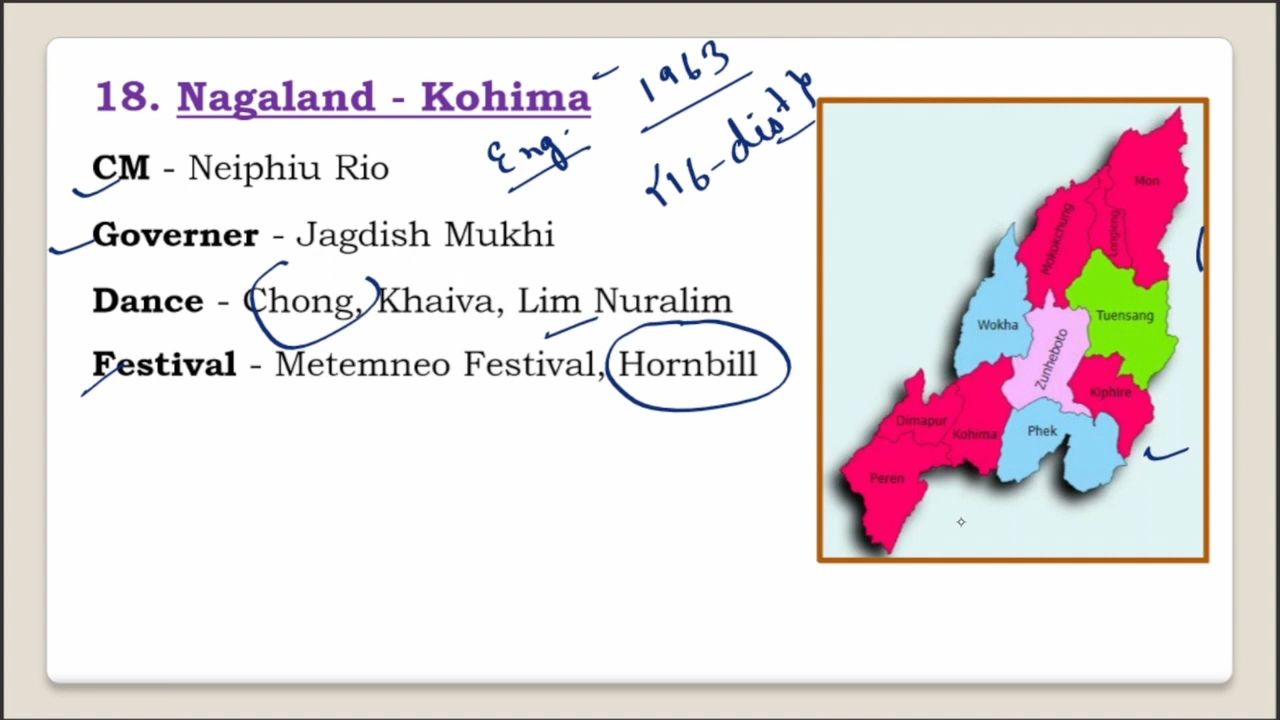 18. Nagaland - Kohima
1963
Eng.
16-dist
CM - Neiphiu Rio
Governer - Jagdish Mukhi
Dance - Chong, Khaiva, Lim Nuralim
Festival - Metemneo Festival, Hornbill
Mon
Mokokchung
Longleng
Tuensang
Wokha
Zunheboto
Kiphire
Dimapur
Kohima
Phek
Peren